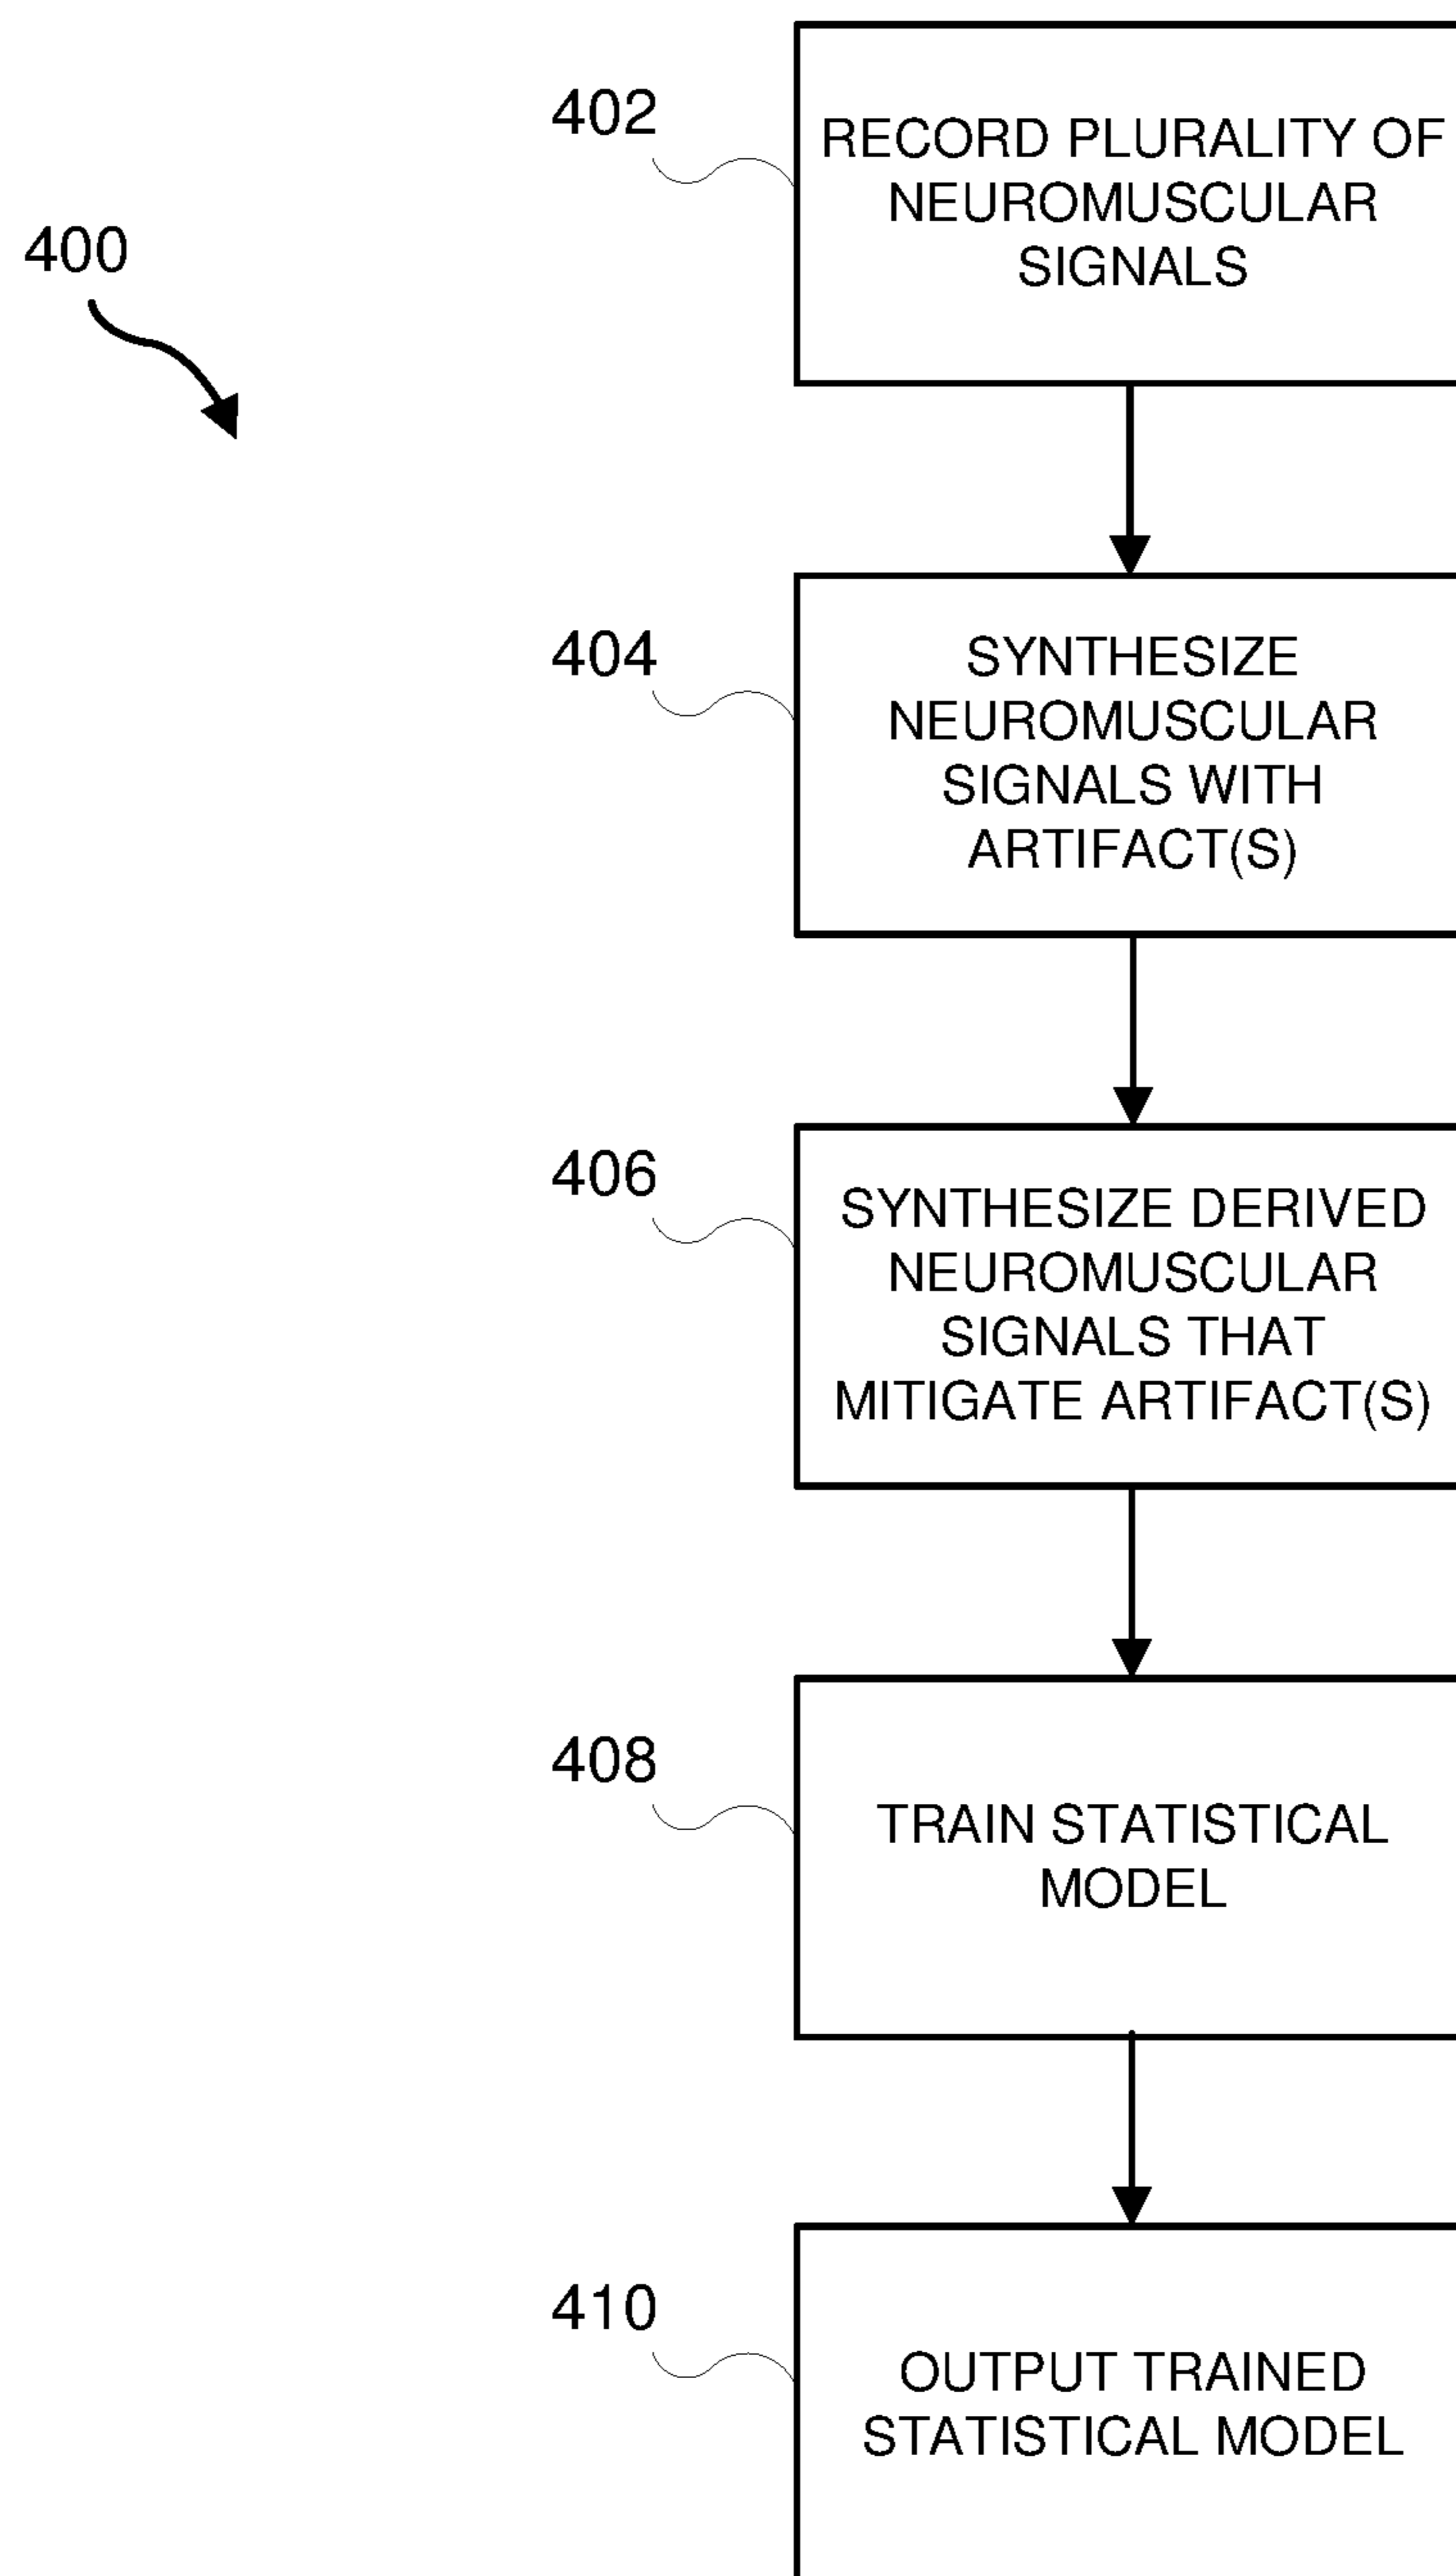 400
402
RECORD PLURALITY OF
NEUROMUSCULAR
SIGNALS
404
SYNTHESIZE
NEUROMUSCULAR
SIGNALS WITH
ARTIFACT(S)
406
SYNTHESIZE DERIVED
NEUROMUSCULAR
SIGNALS THAT
MITIGATE ARTIFACT(S)
408
TRAIN STATISTICAL
MODEL
410
OUTPUT TRAINED
STATISTICAL MODEL